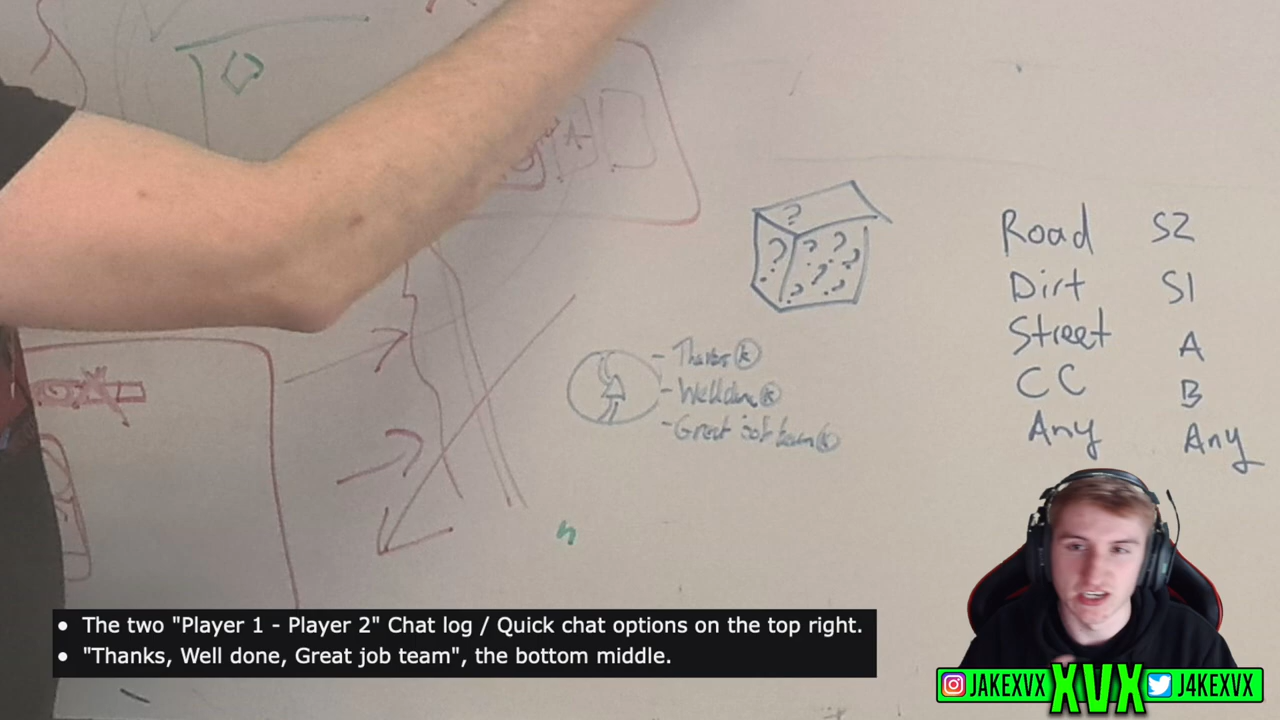 A
? ? ? ? ? ? ? ?
Road S2
Dirt S1
Street A
CC B
Any Any
- Thanks Ⓚ
- Well done Ⓚ
- Great job team Ⓚ
n
• The two "Player 1 - Player 2" Chat log / Quick chat options on the top right.
• "Thanks, Well done, Great job team", the bottom middle.
JAKEXVX XVX J4KEXVX